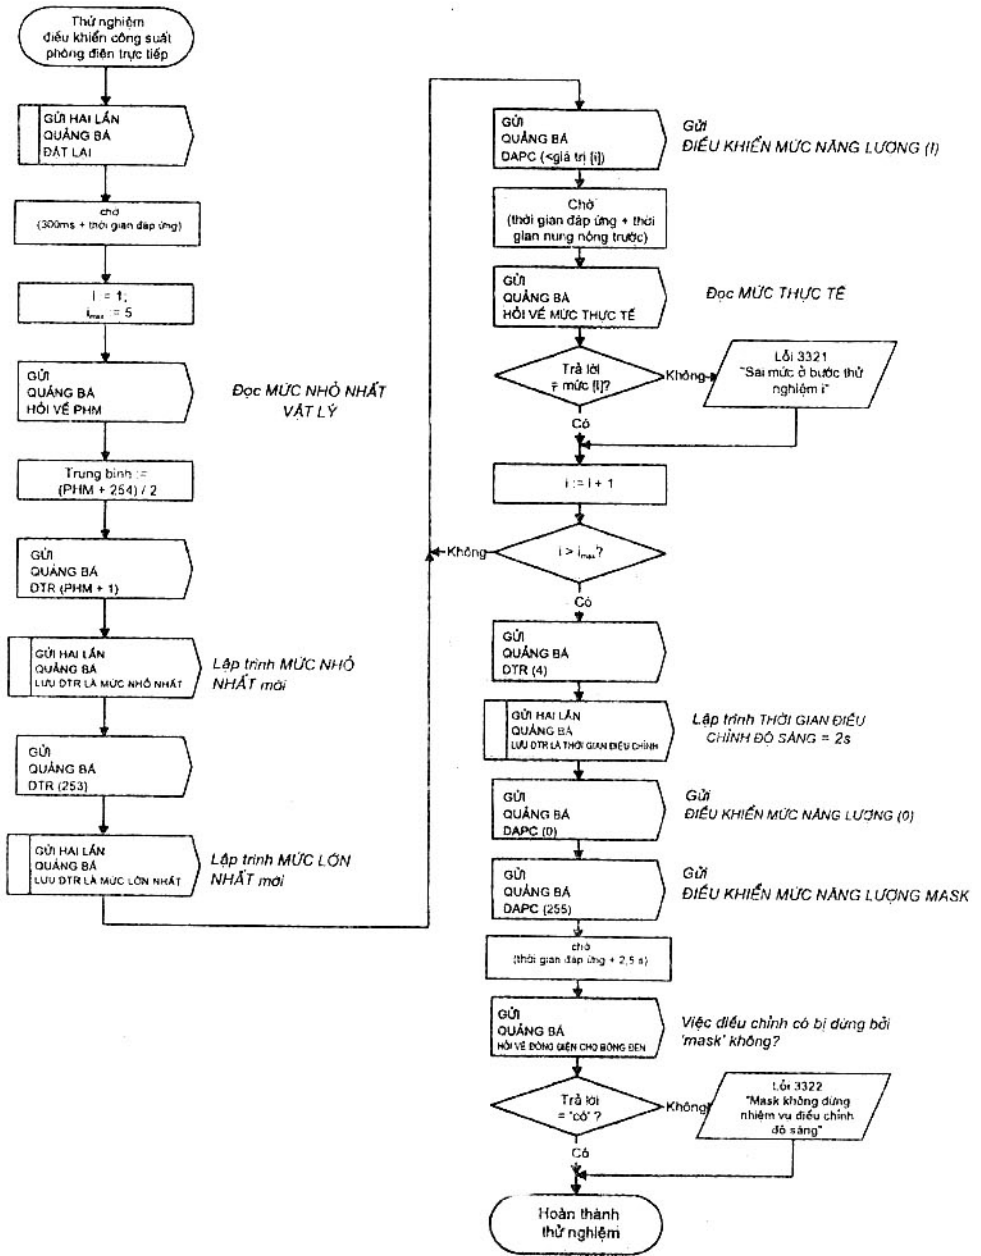 Thử nghiệm
điều khiển công suất
phóng điện trực tiếp
GỬI HAI LẦN
QUẢNG BÁ
ĐẶT LẠI
chờ
(300ms + thời gian đáp ứng)
i := 1;
imax := 5
GỬI
QUẢNG BÁ
HỎI VỀ PHM
Đọc MỨC NHỎ NHẤT
VẬT LÝ
Trung bình :=
(PHM + 254) / 2
GỬI
QUẢNG BÁ
DTR (PHM + 1)
GỬI HAI LẦN
QUẢNG BÁ
LƯU DTR LÀ MỨC NHỎ NHẤT
Lập trình MỨC NHỎ
NHẤT mới
GỬI
QUẢNG BÁ
DTR (253)
GỬI HAI LẦN
QUẢNG BÁ
LƯU DTR LÀ MỨC LỚN NHẤT
Lập trình MỨC LỚN
NHẤT mới
GỬI
QUẢNG BÁ
DAPC (<giá trị [i])
Gửi
ĐIỀU KHIỂN MỨC NĂNG LƯỢNG (I)
Chờ
(thời gian đáp ứng + thời
gian nung nóng trước)
GỬI
QUẢNG BÁ
HỎI VỀ MỨC THỰC TẾ
Đọc MỨC THỰC TẾ
Trả lời
= mức [i]?
Không
Lỗi 3321
"Sai mức ở bước thử
nghiệm i"
Có
i := i + 1
i > imax?
Không
Có
GỬI
QUẢNG BÁ
DTR (4)
GỬI HAI LẦN
QUẢNG BÁ
LƯU DTR LÀ THỜI GIAN ĐIỀU CHỈNH
Lập trình THỜI GIAN ĐIỀU
CHỈNH ĐỘ SÁNG = 2s
GỬI
QUẢNG BÁ
DAPC (0)
Gửi
ĐIỀU KHIỂN MỨC NĂNG LƯỢNG (0)
GỬI
QUẢNG BÁ
DAPC (255)
Gửi
ĐIỀU KHIỂN MỨC NĂNG LƯỢNG MASK
chờ
(thời gian đáp ứng + 2,5 s)
GỬI
QUẢNG BÁ
HỎI VỀ DÒNG ĐIỆN CHO BÓNG ĐÈN
Việc điều chỉnh có bị dừng bởi
'mask' không?
Trả lời
= 'có' ?
Không
Lỗi 3322
"Mask không dừng
nhiệm vụ điều chỉnh
độ sáng"
Có
Hoàn thành
thử nghiệm